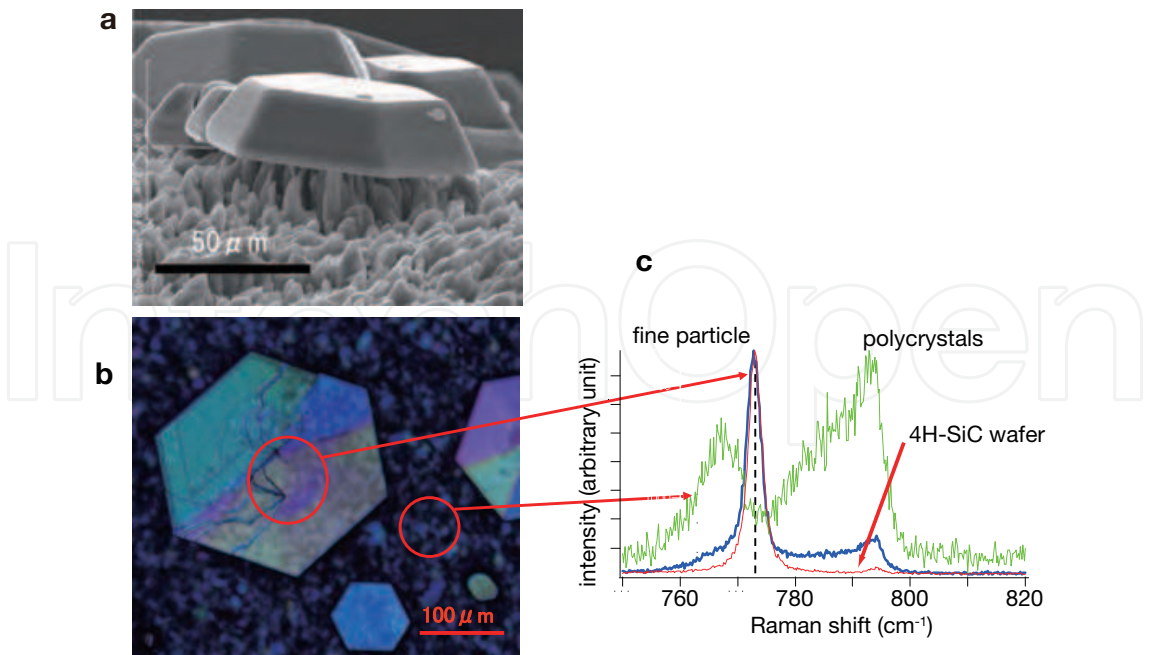 a
50 μm
b
100 μm
IntechOpen
c
fine particle
polycrystals
4H-SiC wafer
intensity (arbitrary unit)
760
780
800
820
Raman shift (cm⁻¹)